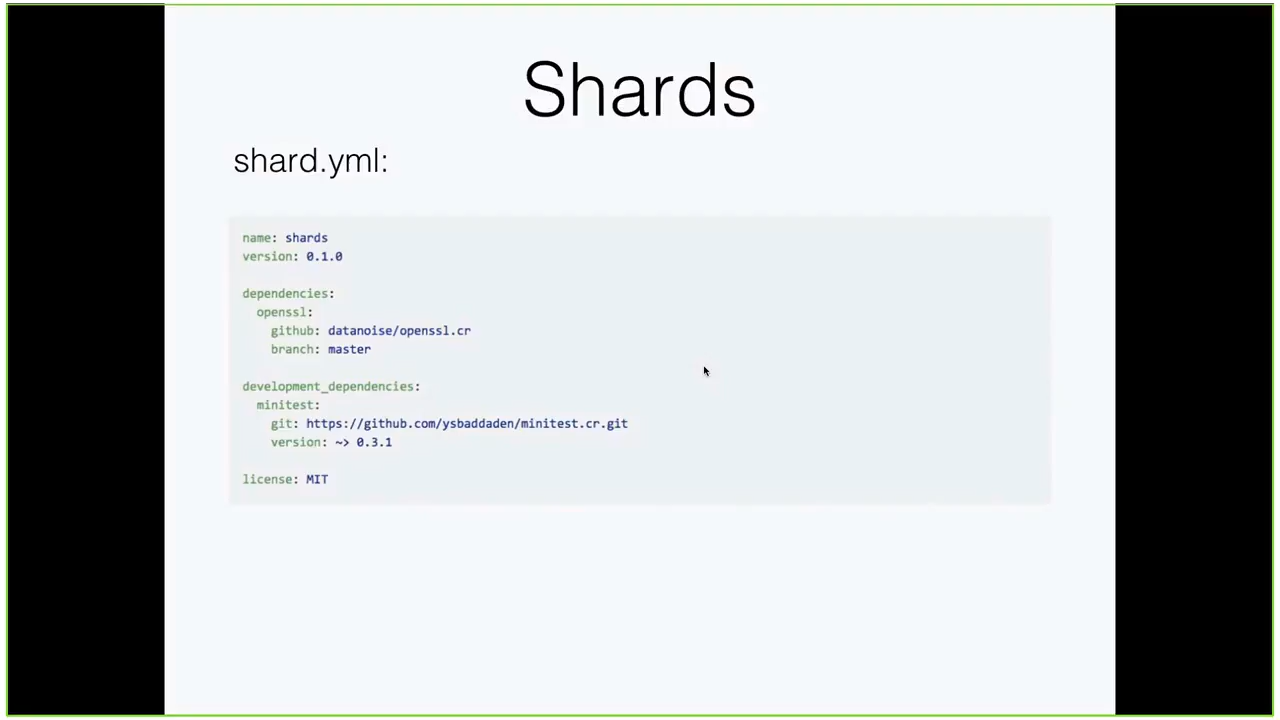 Shards
shard.yml:
name: shards
version: 0.1.0
dependencies:
openssl:
github: datanoise/openssl.cr
branch: master
development_dependencies:
minitest:
git: https://github.com/ysbaddaden/minitest.cr.git
version: ~> 0.3.1
license: MIT